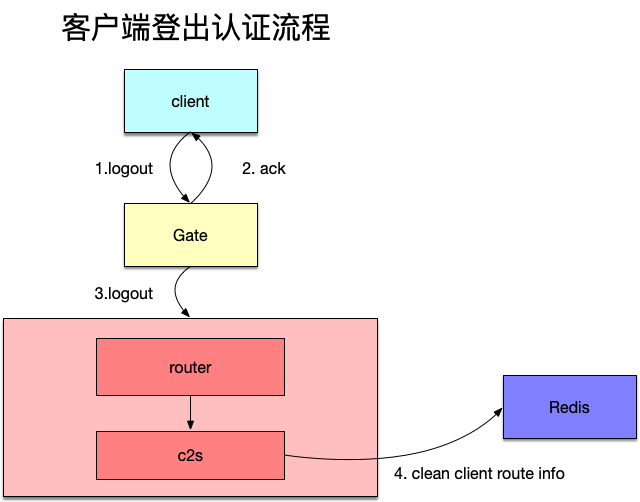 客户端登出认证流程
client
1.logout
2. ack
Gate
3.logout
router
c2s
Redis
4. clean client route info